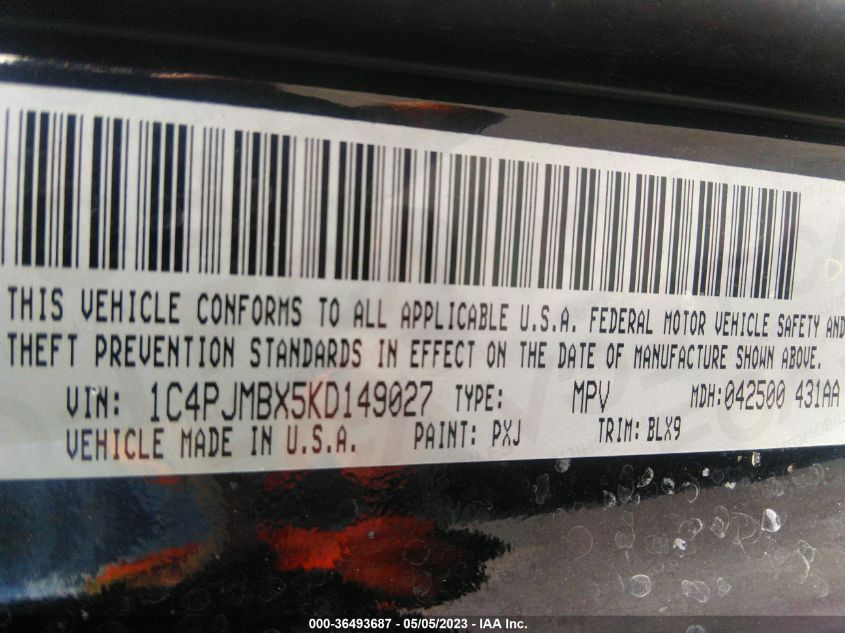 THIS VEHICLE CONFORMS TO ALL APPLICABLE U.S.A. FEDERAL MOTOR VEHICLE SAFETY AND
THEFT PREVENTION STANDARDS IN EFFECT ON THE DATE OF MANUFACTURE SHOWN ABOVE.
VIN: 1C4PJMBX5KD149027 TYPE: MPV MDH: 042500 431AA
VEHICLE MADE IN U.S.A. PAINT: PXJ TRIM: BLX9
000-36493687 - 05/05/2023 - IAA Inc.